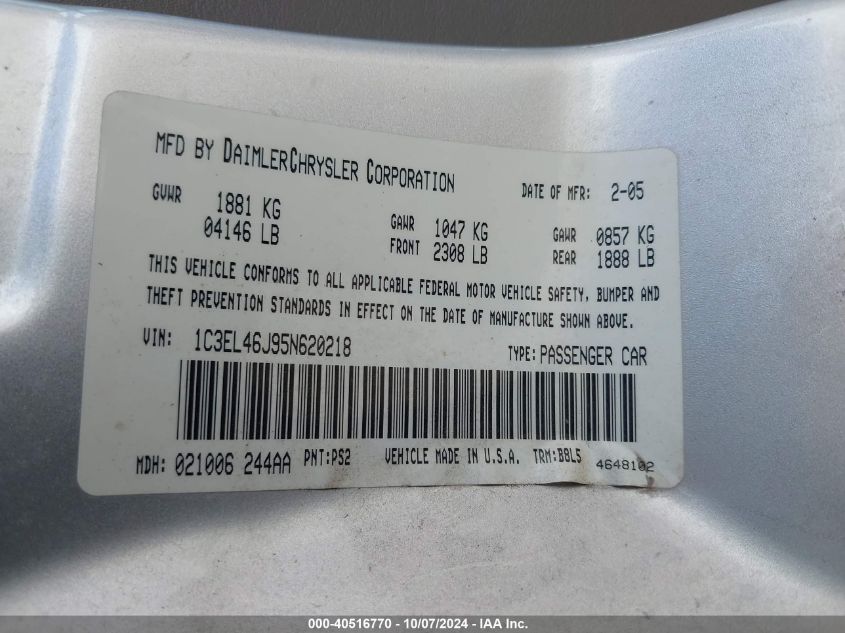 MFD BY DAIMLERCHRYSLER CORPORATION DATE OF MFR: 2-05
GVWR 1881 KG GAWR 1047 KG GAWR 0857 KG
04146 LB FRONT 2308 LB REAR 1888 LB
THIS VEHICLE CONFORMS TO ALL APPLICABLE FEDERAL MOTOR VEHICLE SAFETY, BUMPER AND
THEFT PREVENTION STANDARDS IN EFFECT ON THE DATE OF MANUFACTURE SHOWN ABOVE.
VIN: 1C3EL46J95N620218 TYPE: PASSENGER CAR
MDH: 021006 244AA PNT:PS2 VEHICLE MADE IN U.S.A. TRM:B8L5 4648102
000-40516770 - 10/07/2024 - IAA Inc.